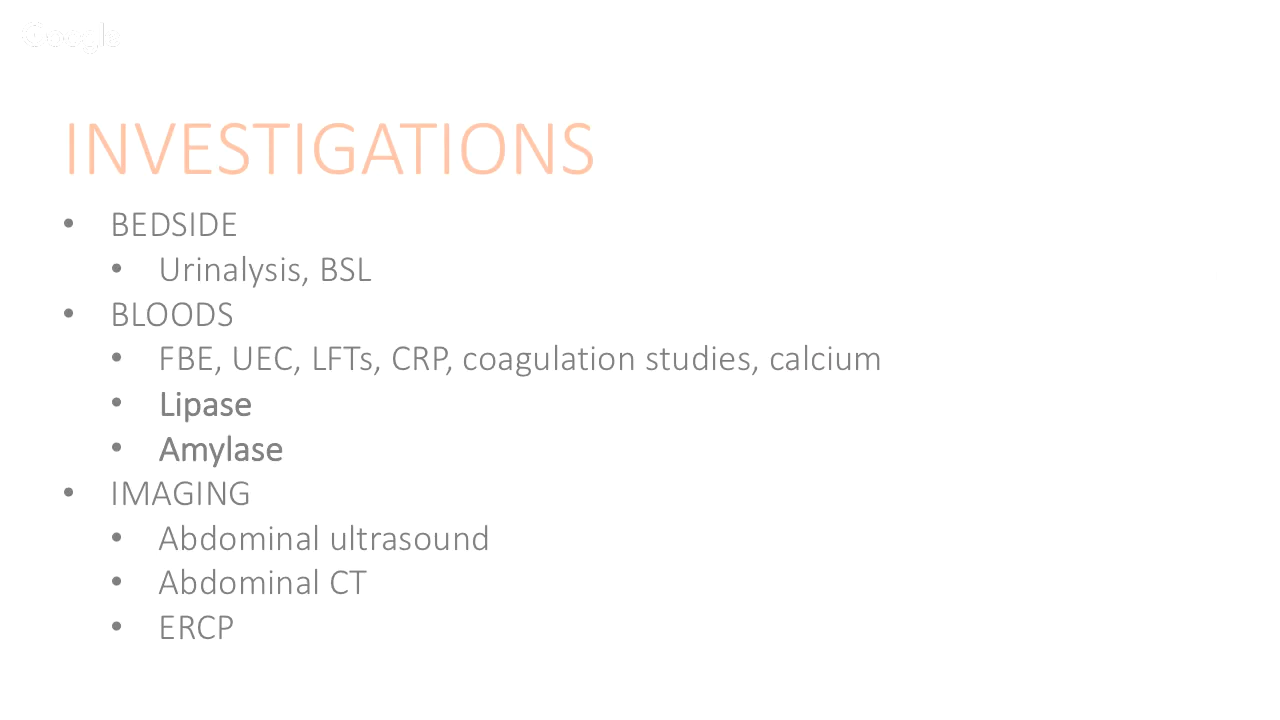 Google
INVESTIGATIONS
• BEDSIDE
• Urinalysis, BSL
• BLOODS
• FBE, UEC, LFTs, CRP, coagulation studies, calcium
• Lipase
• Amylase
• IMAGING
• Abdominal ultrasound
• Abdominal CT
• ERCP